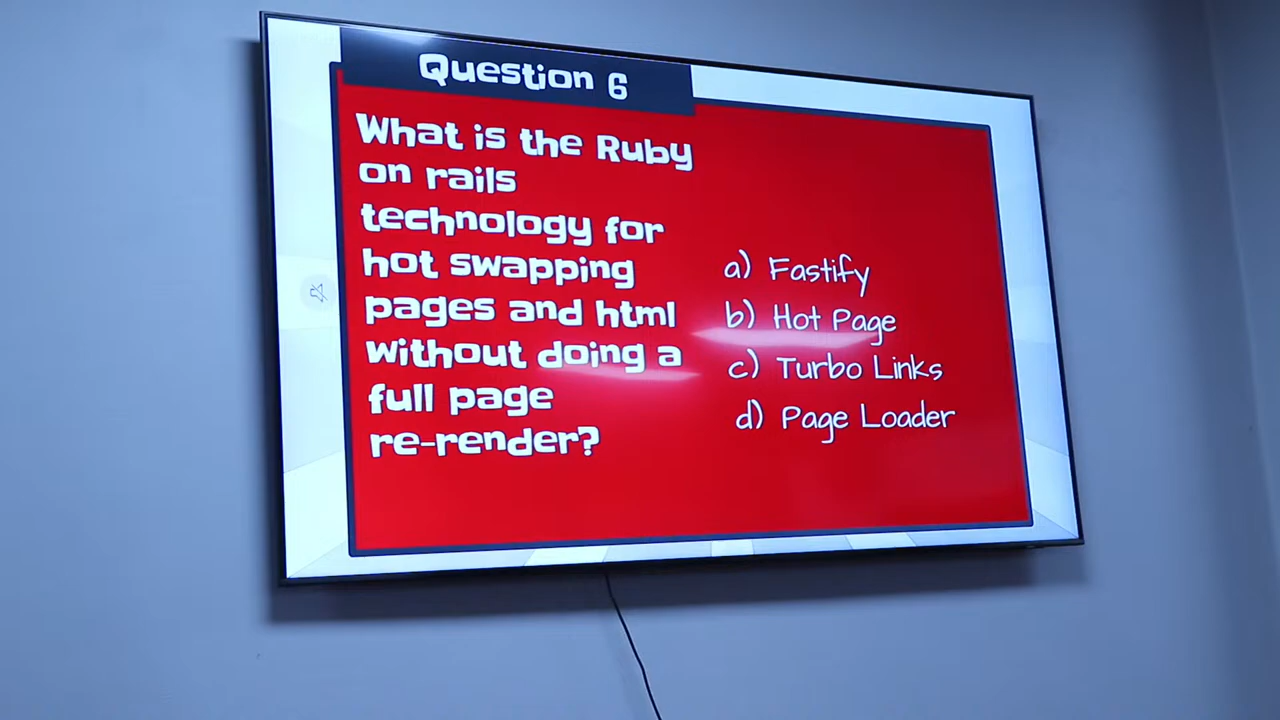 Question 6
What is the Ruby
on rails
technology for
hot swapping
pages and html
without doing a
full page
re-render?
a) Fastify
b) Hot Page
c) Turbo Links
d) Page Loader